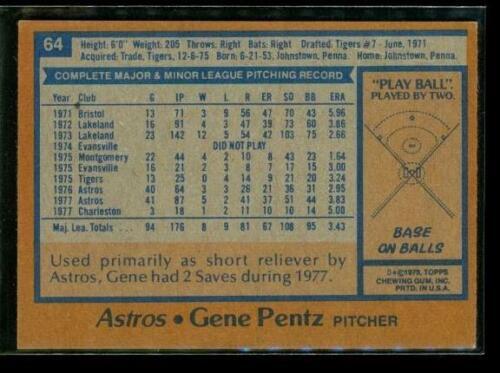 64
Height: 6'0" Weight: 205 Throws: Right Bats: Right Drafted: Tigers #7 - June, 1971
Acquired: Trade, Tigers, 12-6-75 Born: 6-21-53, Johnstown, Penna. Home: Johnstown, Penna.
COMPLETE MAJOR & MINOR LEAGUE PITCHING RECORD
Year Club G IP W L R ER SO BB ERA
1971 Bristol 13 71 3 9 56 47 70 43 5.96
1972 Lakeland 16 91 4 3 47 39 73 60 3.86
1973 Lakeland 23 142 12 5 54 42 103 75 2.66
1974 Evansville DID NOT PLAY
1975 Montgomery 22 44 4 2 10 8 43 23 1.64
1975 Evansville 16 21 2 3 8 7 17 15 3.00
1975 Tigers 13 25 0 4 14 9 21 20 3.24
1976 Astros 40 64 3 3 26 21 36 31 2.95
1977 Astros 41 87 5 2 41 37 51 44 3.83
1977 Charleston 3 18 1 2 11 10 10 14 5.00
Maj. Lea. Totals . . . 94 176 8 9 81 67 108 95 3.43
Used primarily as short reliever by
Astros, Gene had 2 Saves during 1977.
"PLAY BALL".
PLAYED BY TWO.
BASE
ON BALLS
D*©1978, TOPPS
CHEWING GUM, INC.
PRTD. IN U.S.A.
Astros • Gene Pentz PITCHER